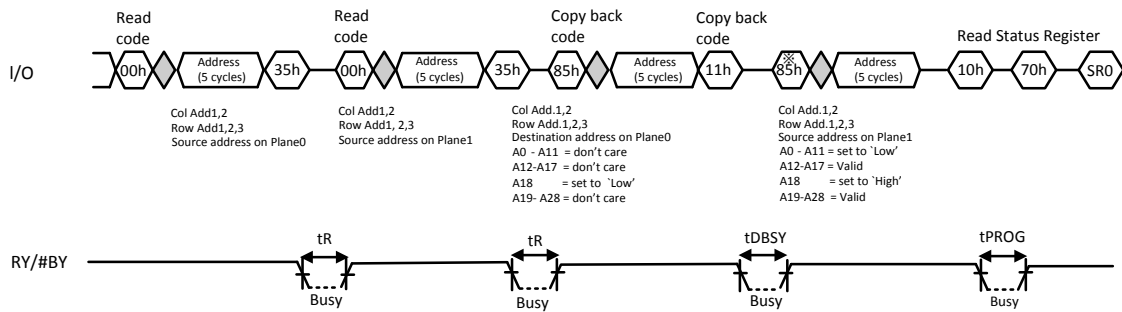 Read code
Read code
Copy back code
Copy back code
Read Status Register
I/O
00h
Address (5 cycles)
35h
00h
Address (5 cycles)
35h
85h
Address (5 cycles)
11h
※
85h
Address (5 cycles)
10h
70h
SR0
Col Add1,2
Row Add1,2,3
Source address on Plane0
Col Add1,2
Row Add1, 2,3
Source address on Plane1
Col Add.1,2
Row Add.1,2,3
Destination address on Plane0
A0 - A11 = don't care
A12-A17 = don't care
A18 = set to `Low'
A19- A28 = don't care
Col Add.1,2
Row Add.1,2,3
Source address on Plane1
A0 - A11 = set to `Low'
A12-A17 = Valid
A18 = set to `High'
A19-A28 = Valid
RY/#BY
tR
Busy
tR
Busy
tDBSY
Busy
tPROG
Busy